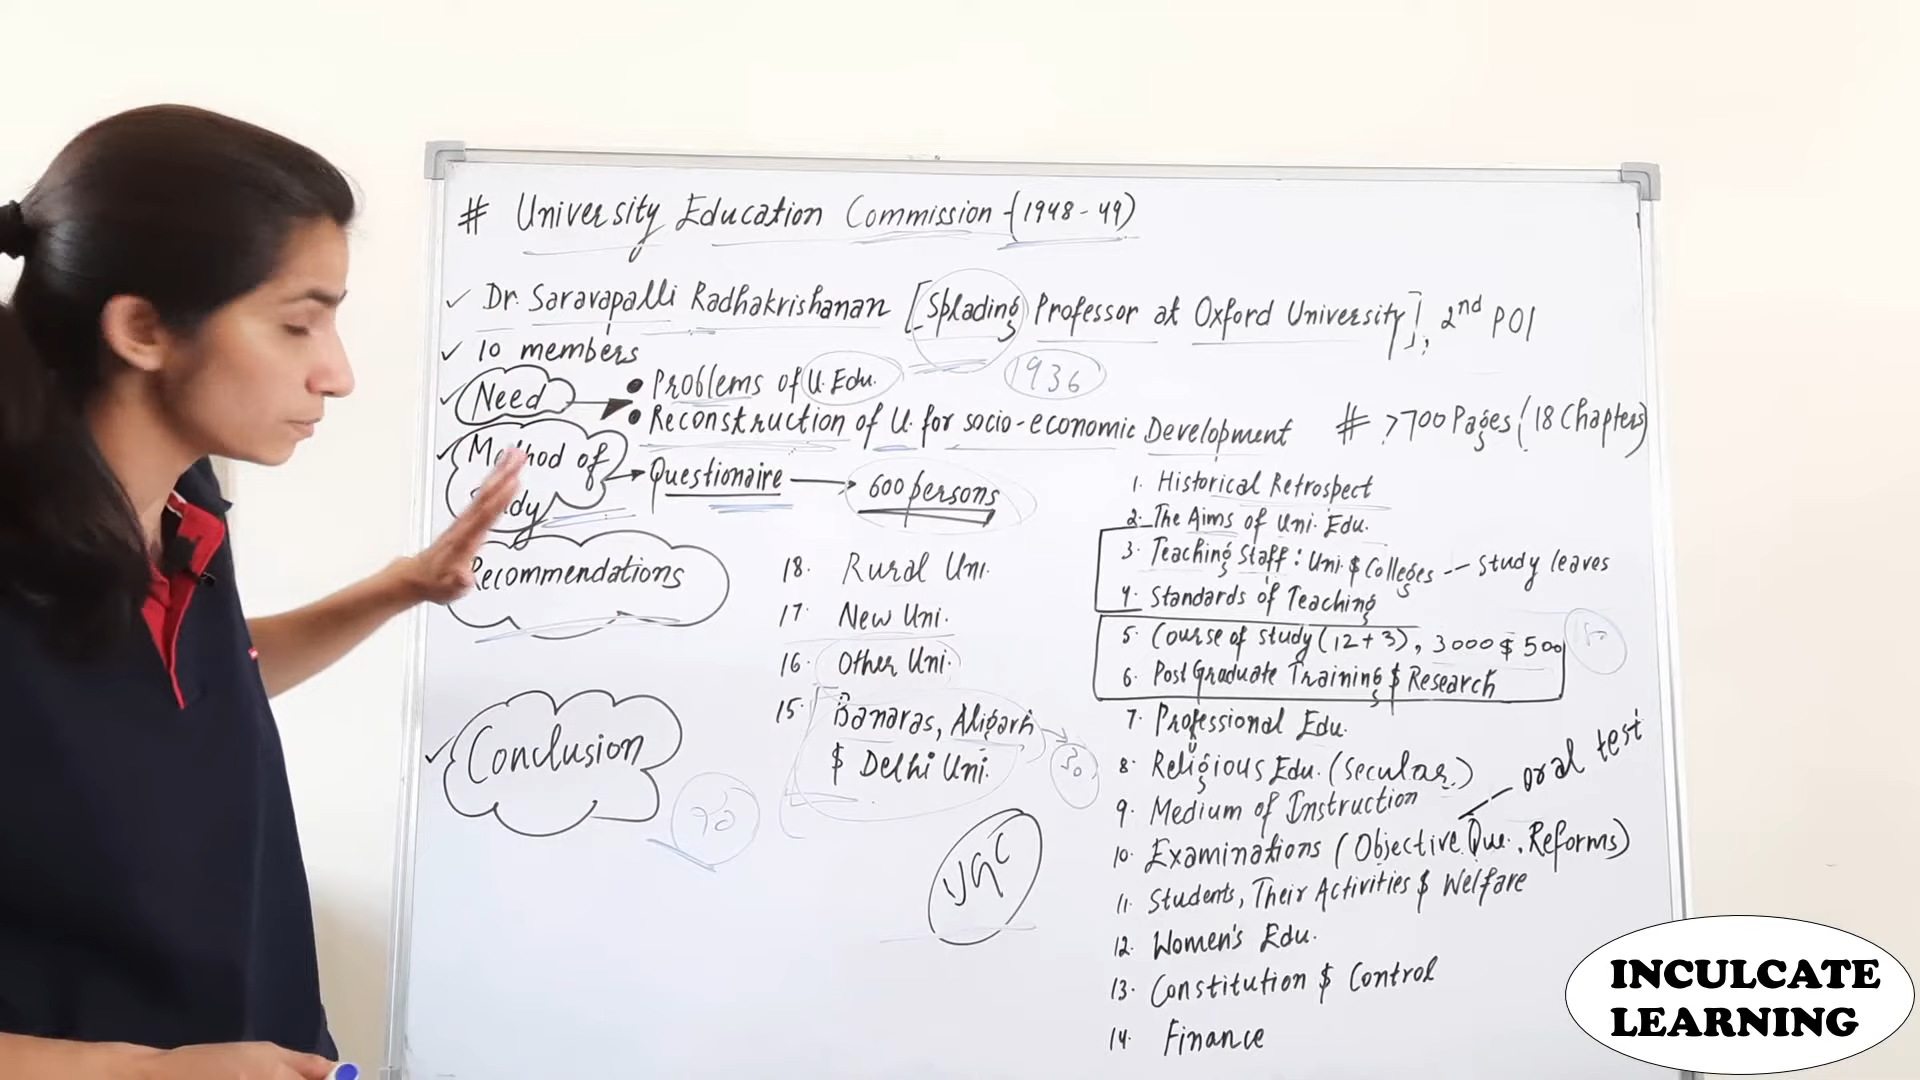 # University Education Commission - (1948-49)
✓ Dr. Saravapalli Radhakrishanan [Splading Professor at Oxford University], 2nd POI
✓ 10 members
1936
✓ Need → • Problems of U. Edu.
• Reconstruction of U. for socio-economic Development
# >700 Pages (18 Chapters)
✓ Method of Study → Questionaire → 600 persons
Recommendations
✓ Conclusion
18. Rural Uni.
17. New Uni.
16. Other Uni.
15. Banaras, Aligarh
$ Delhi Uni.
UGC
1. Historical Retrospect
2. The Aims of Uni. Edu.
3. Teaching Staff: Uni. $ Colleges -- Study leaves
4. Standards of Teaching
5. Course of study (12+3), 3000 $ 500
6. Post Graduate Training $ Research
7. Professional Edu.
8. Religious Edu. (Secular.)
9. Medium of Instruction
oral test
10. Examinations (Objective Que., Reforms)
11. Students, Their Activities $ Welfare
12. Women's Edu.
13. Constitution $ Control
14. Finance
INCULCATE
LEARNING